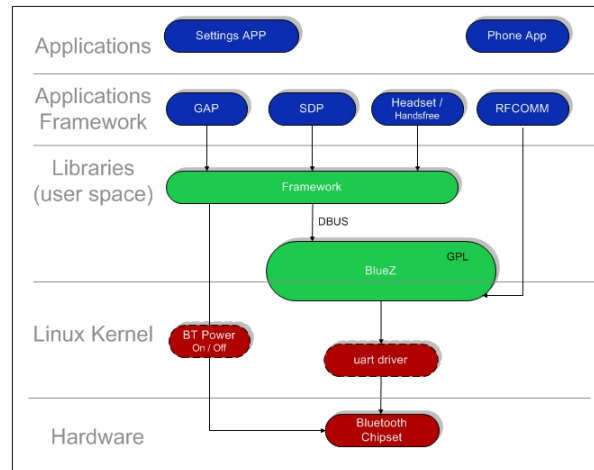 Applications
Settings APP
Phone App
Applications
Framework
GAP
SDP
Headset /
Handsfree
RFCOMM
Libraries
(user space)
Framework
DBUS
GPL
BlueZ
Linux Kernel
BT Power
On / Off
uart driver
Hardware
Bluetooth
Chipset